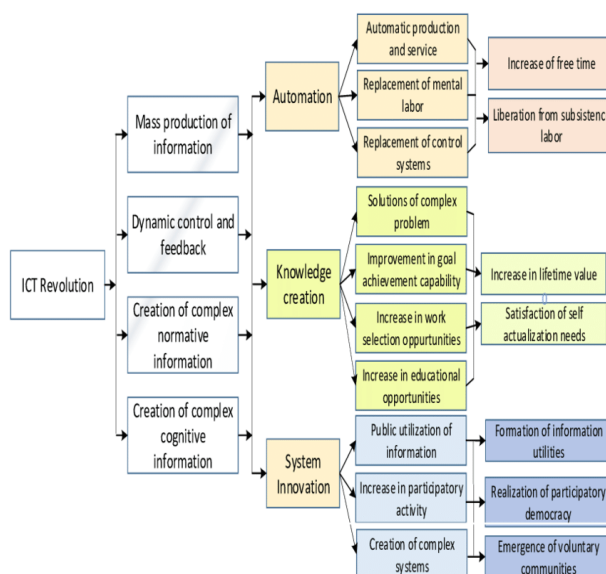 ICT Revolution
Mass production of
information
Dynamic control and
feedback
Creation of complex
normative information
Creation of complex
cognitive
information
Automation
Knowledge
creation
System
Innovation
Automatic production
and service
Replacement of mental
labor
Replacement of control
systems
Solutions of complex
problem
Improvement in goal
achievement capability
Increase in work
selection oppurtunities
Increase in educational
opportunities
Public utilization of
information
Increase in participatory
activity
Creation of complex
systems
Increase of free time
Liberation from subsistenc
labor
Increase in lifetime value
Satisfaction of self
actualization needs
Formation of information
utilities
Realization of participatory
democracy
Emergence of voluntary
communities